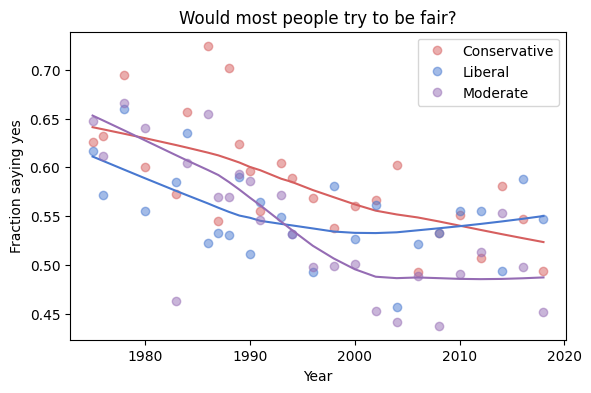 Would most people try to be fair?
Conservative
Liberal
Moderate
Fraction saying yes
0.70
0.65
0.60
0.55
0.50
0.45
1980
1990
2000
2010
2020
Year